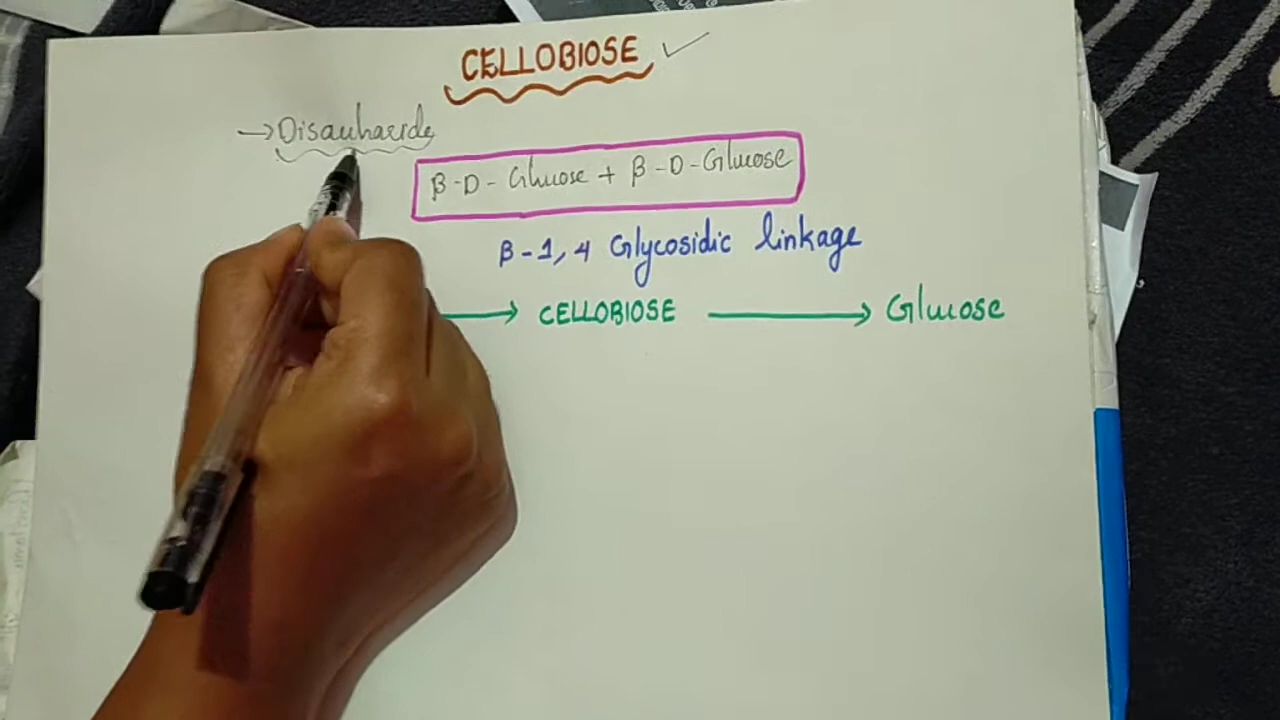 CELLOBIOSE
→ Disaccharide
β-D-Glucose + β-D-Glucose
β-1,4 Glycosidic linkage
→ CELLOBIOSE → Glucose